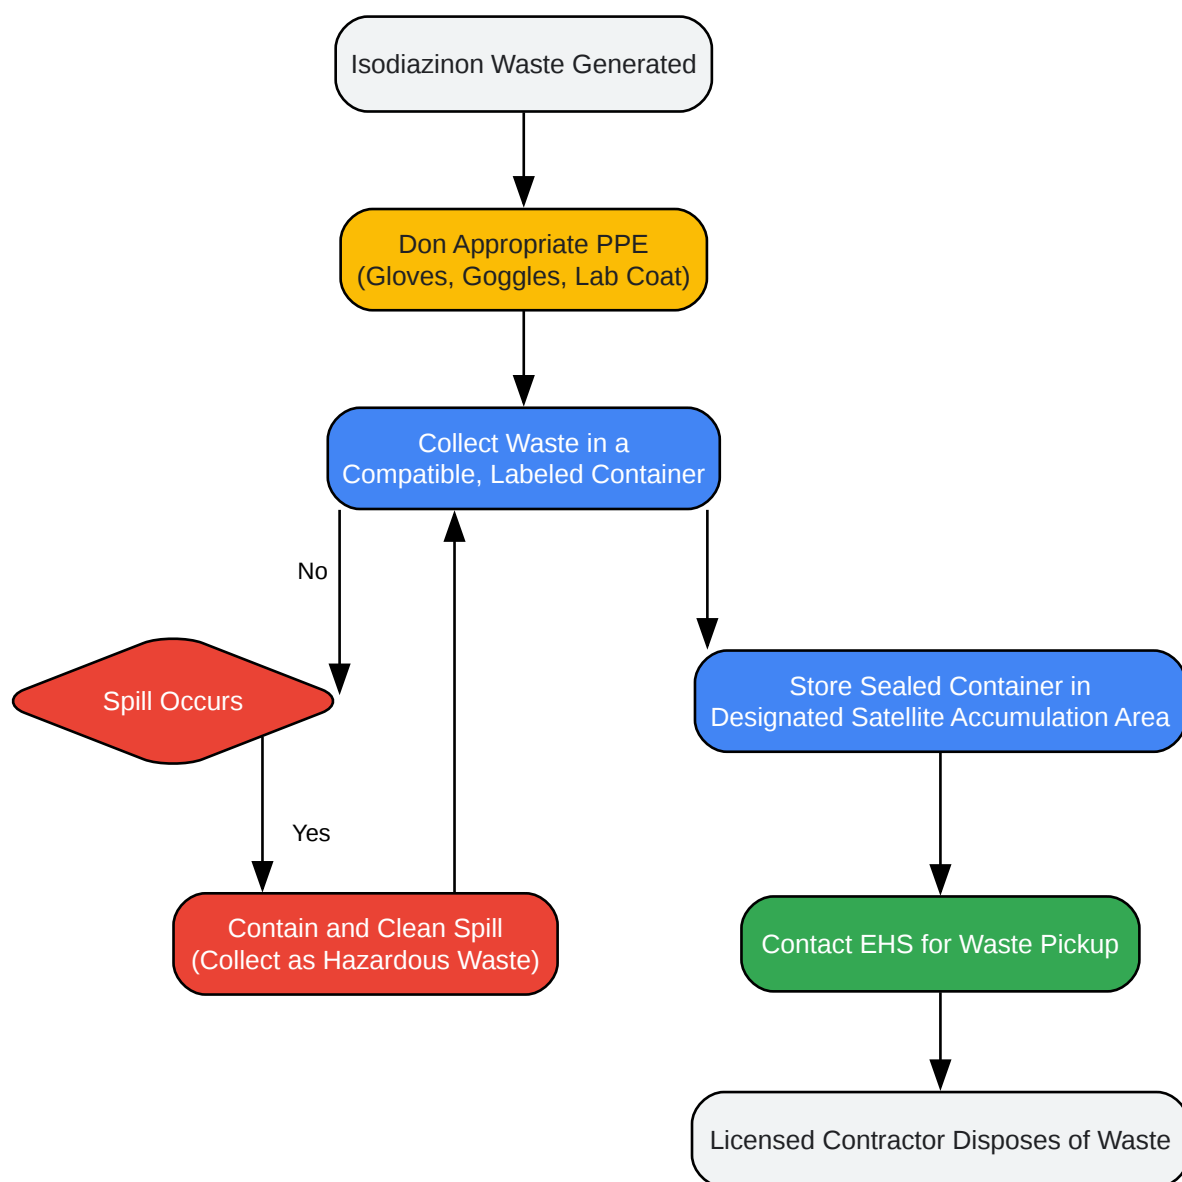 Isodiazinon Waste Generated
Don Appropriate PPE
(Gloves, Goggles, Lab Coat)
Collect Waste in a
Compatible, Labeled Container
No
Spill Occurs
Store Sealed Container in
Designated Satellite Accumulation Area
Yes
Contain and Clean Spill
(Collect as Hazardous Waste)
Contact EHS for Waste Pickup
Licensed Contractor Disposes of Waste